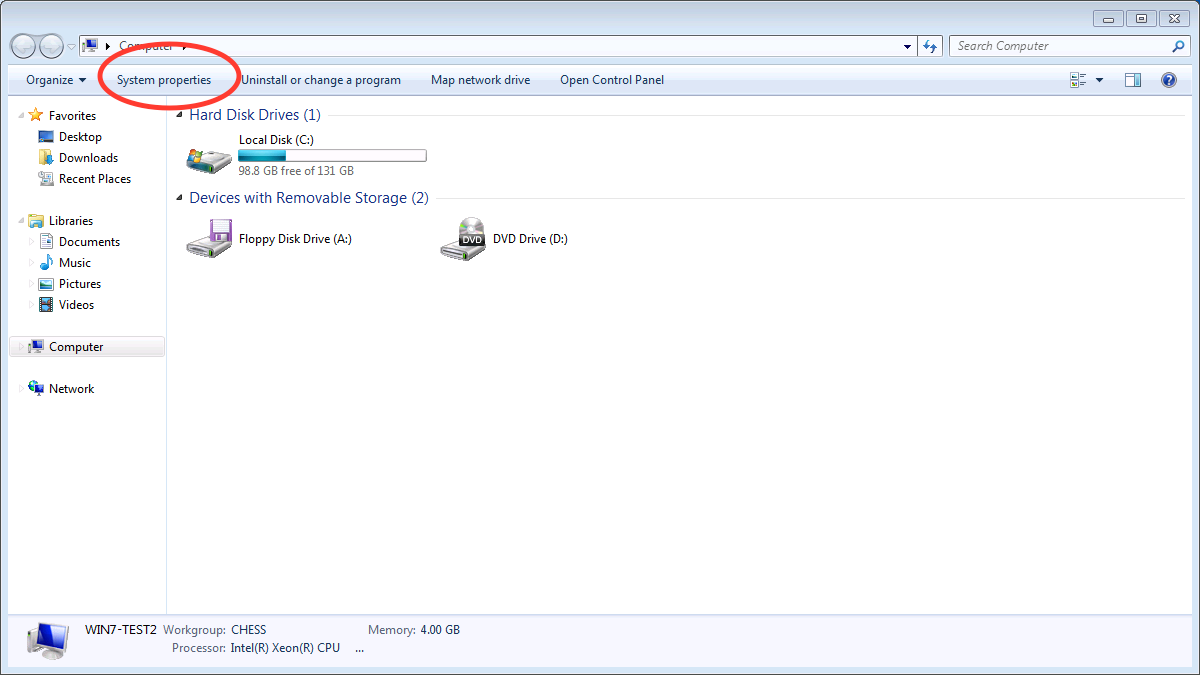 Computer
Search Computer
Organize System properties Uninstall or change a program Map network drive Open Control Panel
Favorites
Desktop
Downloads
Recent Places
Libraries
Documents
Music
Pictures
Videos
Computer
Network
Hard Disk Drives (1)
Local Disk (C:)
98.8 GB free of 131 GB
Devices with Removable Storage (2)
Floppy Disk Drive (A:)
DVD
DVD Drive (D:)
WIN7-TEST2 Workgroup: CHESS Memory: 4.00 GB
Processor: Intel(R) Xeon(R) CPU ...